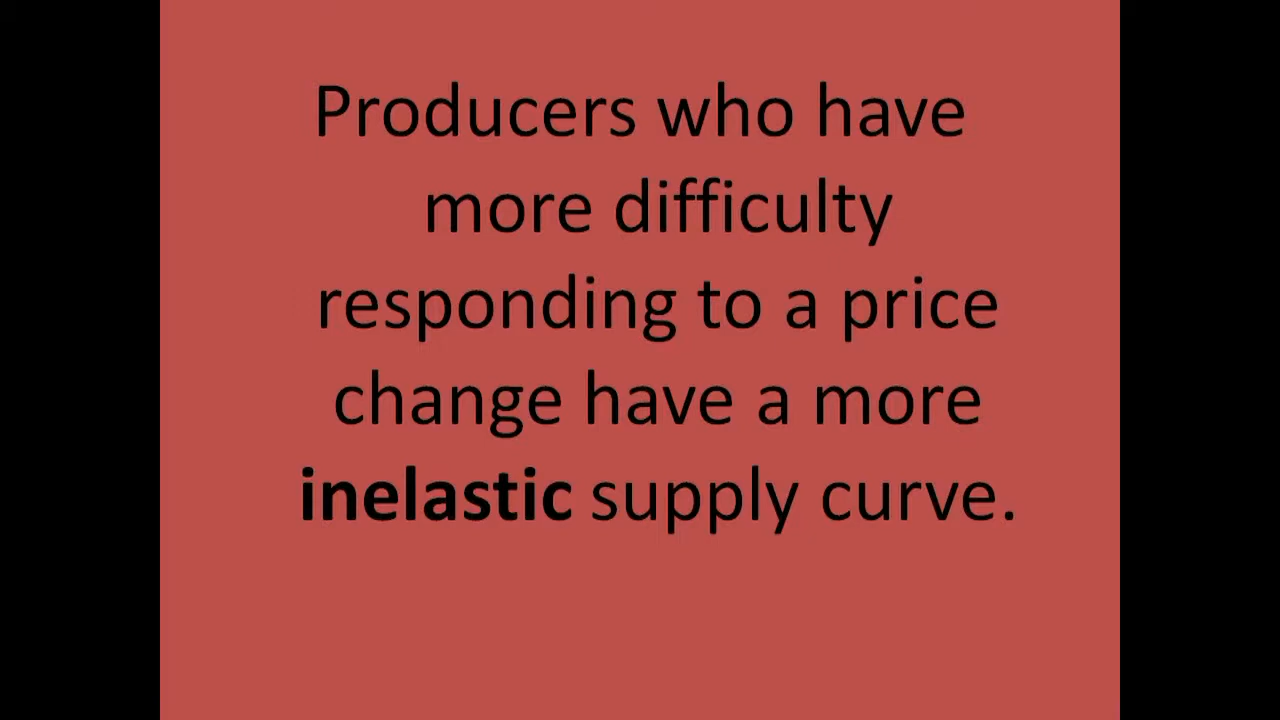 Producers who have
more difficulty
responding to a price
change have a more
inelastic supply curve.